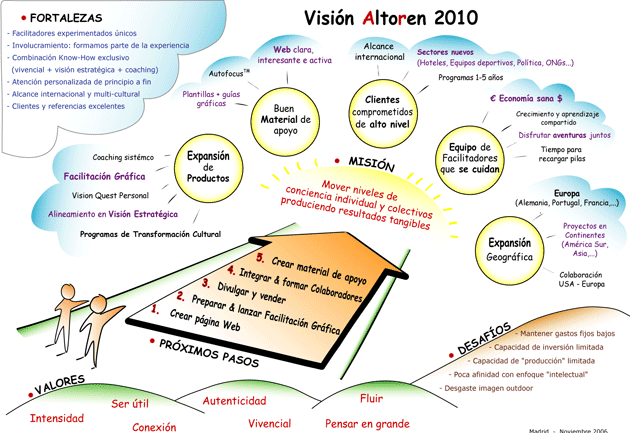 Visión Altoren 2010
• FORTALEZAS
- Facilitadores experimentados únicos
- Involucramiento: formamos parte de la experiencia
- Combinación Know-How exclusivo
(vivencial + visión estratégica + coaching)
- Atención personalizada de principio a fin
- Alcance internacional y multi-cultural
- Clientes y referencias excelentes
Coaching sistémco
Facilitación Gráfica
Vision Quest Personal
Alineamiento en Visión Estratégica
Programas de Transformación Cultural
Expansión
de
Productos
Autofocus™
Plantillas + guías
gráficas
Web clara,
interesante e activa
Buen
Material de
apoyo
Alcance
internacional
Sectores nuevos
(Hoteles, Equipos deportivos, Política, ONGs...)
Programas 1-5 años
Clientes
comprometidos
de alto nivel
€ Economía sana $
Crecimiento y aprendizaje
compartido
Disfrutar aventuras juntos
Tiempo para
recargar pilas
Equipo de
Facilitadores
que se cuidan
Europa
(Alemania, Portugal, Francia,...)
Proyectos en
Continentes
(América Sur,
Asia,...)
Colaboración
USA - Europa
Expansión
Geográfica
• MISIÓN
Mover niveles de
conciencia individual y colectivos
produciendo resultados tangibles
5. Crear material de apoyo
4. Integrar & formar Colaboradores
3. Divulgar y vender
2. Preparar & lanzar Facilitación Gráfica
1. Crear página Web
• PRÓXIMOS PASOS
• DESAFÍOS
- Mantener gastos fijos bajos
- Capacidad de inversión limitada
- Capacidad de "producción" limitada
- Poca afinidad con enfoque "intelectual"
- Desgaste imagen outdoor
• VALORES
Intensidad
Ser útil
Conexión
Autenticidad
Vivencial
Fluir
Pensar en grande
Madrid - Noviembre 2006